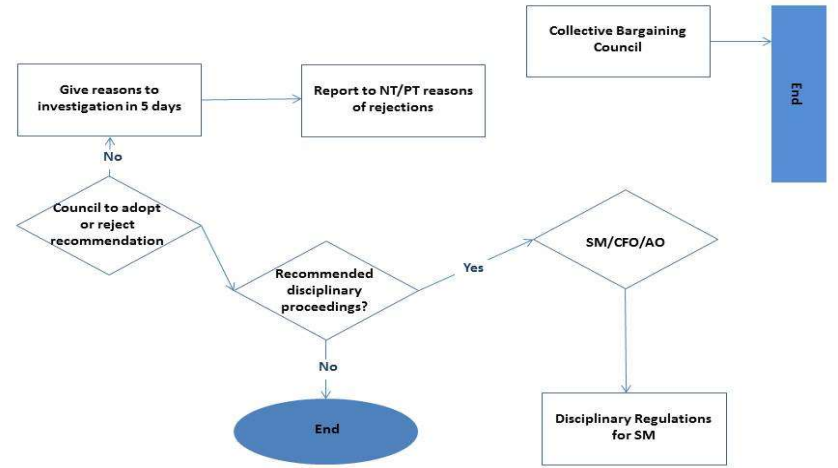 Collective Bargaining
Council
End
Give reasons to
investigation in 5 days
Report to NT/PT reasons
of rejections
No
Council to adopt
or reject
recommendation
Recommended
disciplinary
proceedings?
Yes
SM/CFO/AO
No
End
Disciplinary Regulations
for SM